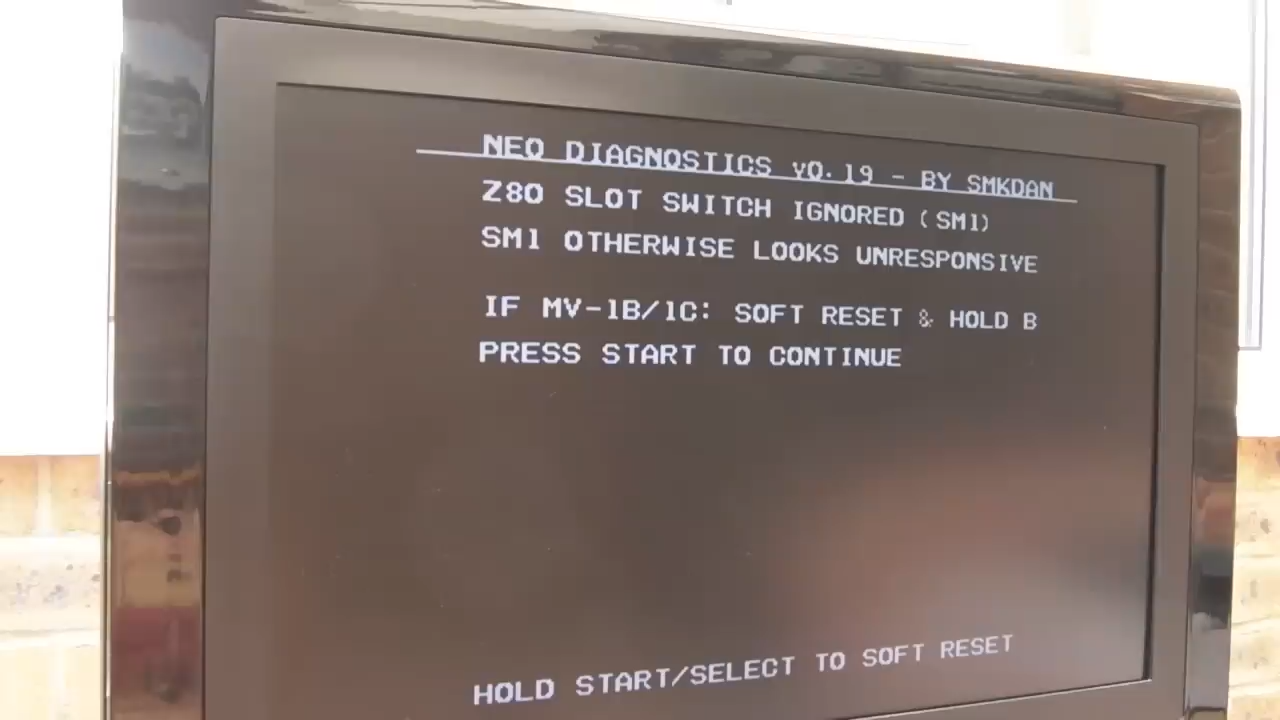 NEO DIAGNOSTICS v0.19 - BY SMKDAN
Z80 SLOT SWITCH IGNORED (SM1)
SM1 OTHERWISE LOOKS UNRESPONSIVE
IF MV-1B/1C: SOFT RESET & HOLD B
PRESS START TO CONTINUE
HOLD START/SELECT TO SOFT RESET